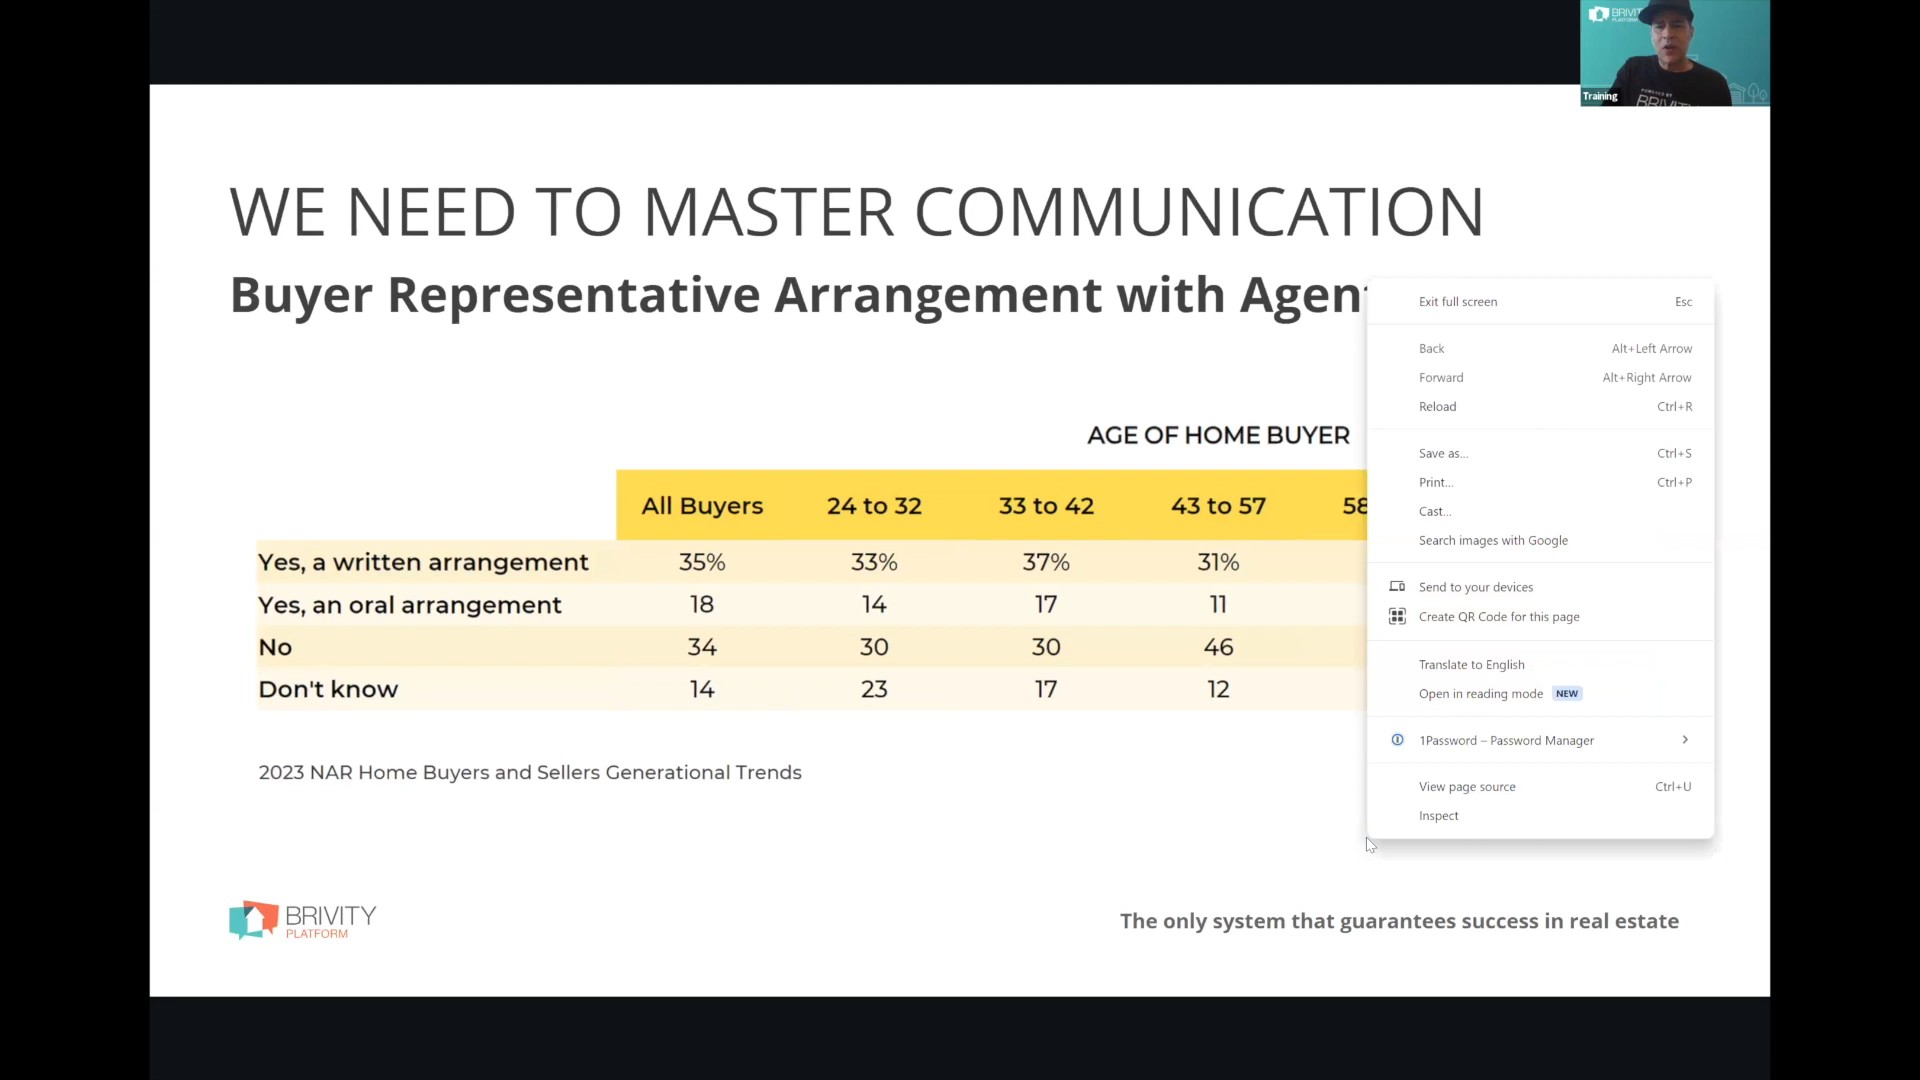 BRIVIT
PLATFORM
POWERED BY
BRIVITY
Training
WE NEED TO MASTER COMMUNICATION
Buyer Representative Arrangement with Agent
AGE OF HOME BUYER
All Buyers 24 to 32 33 to 42 43 to 57 58
Yes, a written arrangement 35% 33% 37% 31%
Yes, an oral arrangement 18 14 17 11
No 34 30 30 46
Don't know 14 23 17 12
2023 NAR Home Buyers and Sellers Generational Trends
Exit full screen Esc
Back Alt+Left Arrow
Forward Alt+Right Arrow
Reload Ctrl+R
Save as... Ctrl+S
Print... Ctrl+P
Cast...
Search images with Google
Send to your devices
Create QR Code for this page
Translate to English
Open in reading mode NEW
1Password – Password Manager
View page source Ctrl+U
Inspect
BRIVITY
PLATFORM
The only system that guarantees success in real estate